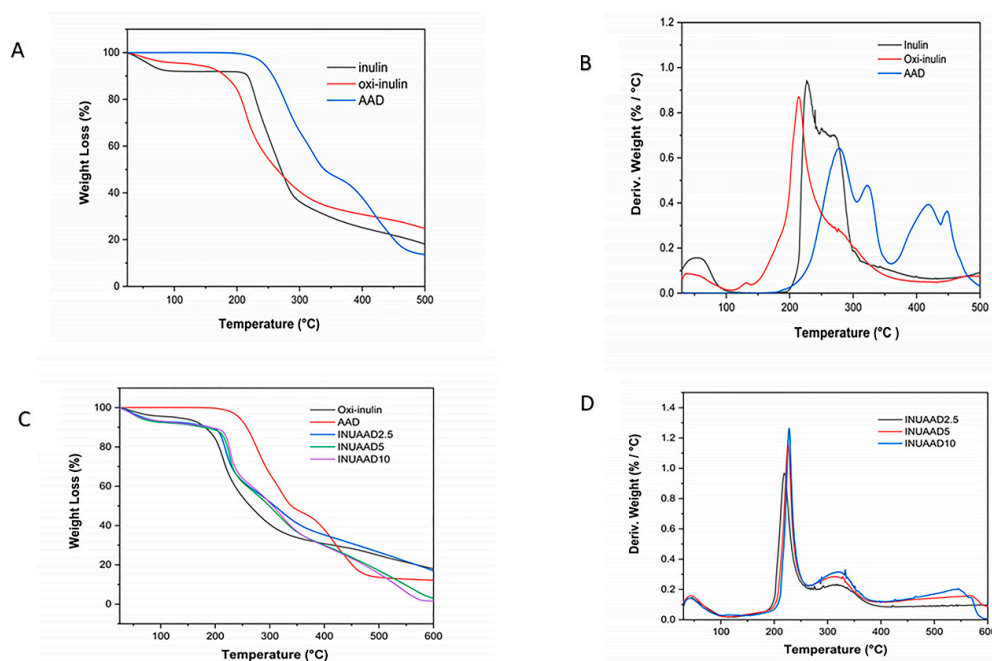 A
Weight Loss (%)
100
80
60
40
20
0
inulin
oxi-inulin
AAD
100 200 300 400 500
Temperature (°C)
B
Deriv. Weight (% / °C)
1.2
1.0
0.8
0.6
0.4
0.2
0.0
Inulin
Oxi-inulin
AAD
100 200 300 400 500
Temperature (°C )
C
Weight Loss (%)
100
80
60
40
20
0
Oxi-inulin
AAD
INUAAD2.5
INUAAD5
INUAAD10
100 200 300 400 500 600
Temperature (°C)
D
Deriv. Weight (% / °C)
1.4
1.2
1.0
0.8
0.6
0.4
0.2
0.0
INUAAD2.5
INUAAD5
INUAAD10
100 200 300 400 500 600
Temperature (°C)